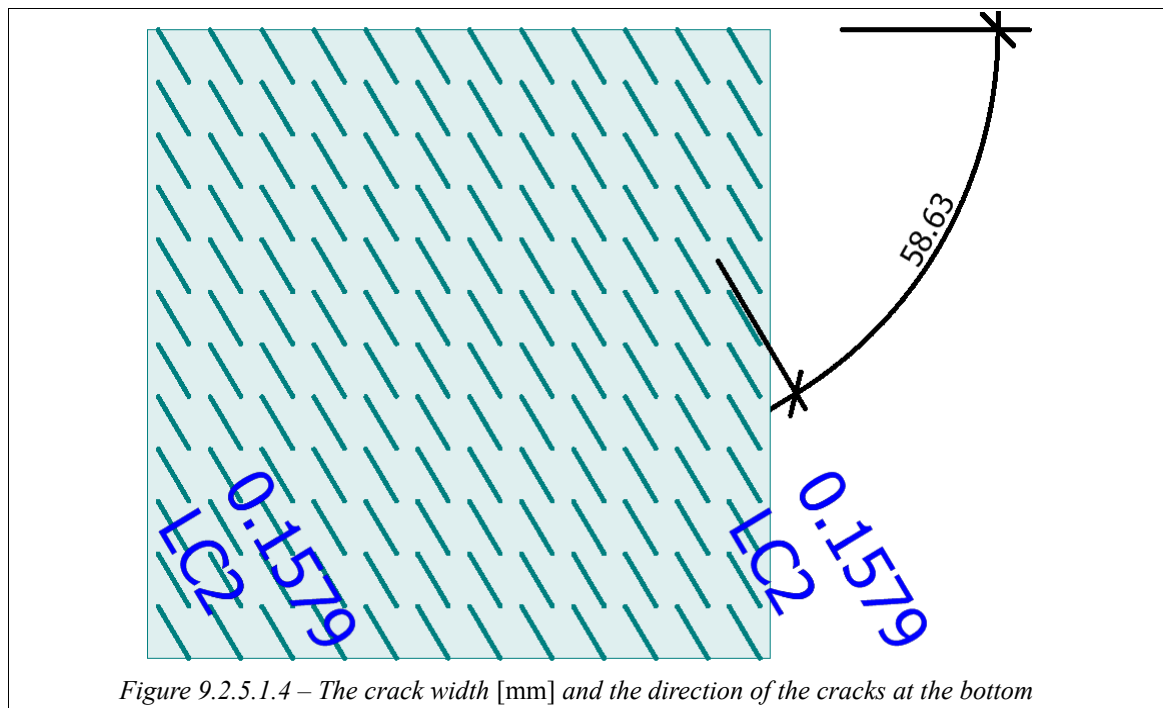 58.63
0.1579
LC2
0.1579
LC2
Figure 9.2.5.1.4 – The crack width [mm] and the direction of the cracks at the bottom